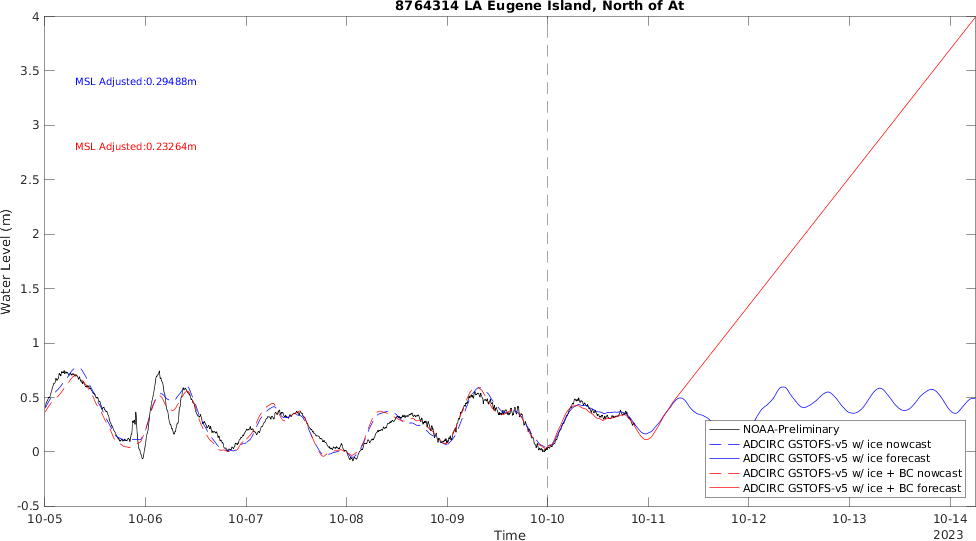 8764314 LA Eugene Island, North of At
4
3.5
3
2.5
2
1.5
1
0.5
0
-0.5
Water Level (m)
MSL Adjusted:0.29488m
MSL Adjusted:0.23264m
NOAA-Preliminary
ADCIRC GSTOFS-v5 w/ ice nowcast
ADCIRC GSTOFS-v5 w/ ice forecast
ADCIRC GSTOFS-v5 w/ ice + BC nowcast
ADCIRC GSTOFS-v5 w/ ice + BC forecast
10-05 10-06 10-07 10-08 10-09 10-10 10-11 10-12 10-13 10-14
Time
2023